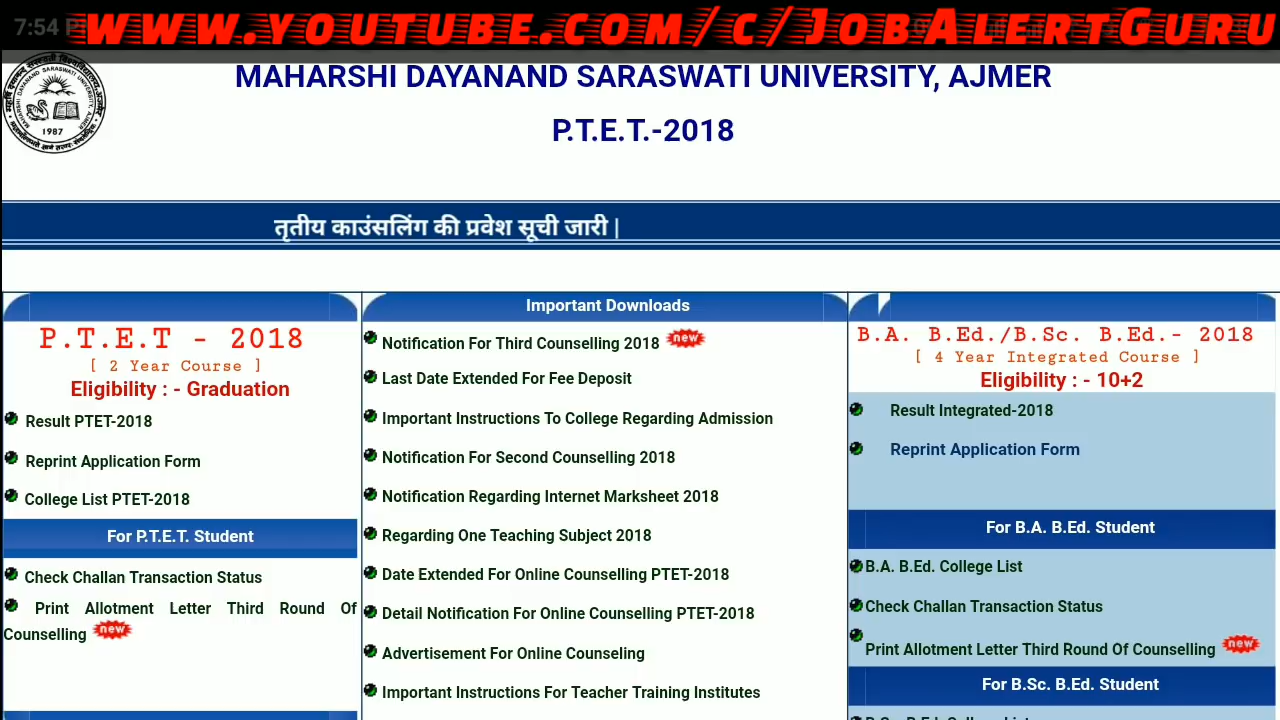 7:54 P
WWW.YOUTUBE.COM/C/JOBALERTGURU
MAHARSHI DAYANAND SARASWATI UNIVERSITY, AJMER
P.T.E.T.-2018
1987
तृतीय काउंसलिंग की प्रवेश सूची जारी |
P.T.E.T - 2018
[ 2 Year Course ]
Eligibility : - Graduation
Result PTET-2018
Reprint Application Form
College List PTET-2018
For P.T.E.T. Student
Check Challan Transaction Status
Print Allotment Letter Third Round Of
Counselling new
Important Downloads
Notification For Third Counselling 2018 new
Last Date Extended For Fee Deposit
Important Instructions To College Regarding Admission
Notification For Second Counselling 2018
Notification Regarding Internet Marksheet 2018
Regarding One Teaching Subject 2018
Date Extended For Online Counselling PTET-2018
Detail Notification For Online Counselling PTET-2018
Advertisement For Online Counseling
Important Instructions For Teacher Training Institutes
B.A. B.Ed./B.Sc. B.Ed.- 2018
[ 4 Year Integrated Course ]
Eligibility : - 10+2
Result Integrated-2018
Reprint Application Form
For B.A. B.Ed. Student
B.A. B.Ed. College List
Check Challan Transaction Status
Print Allotment Letter Third Round Of Counselling new
For B.Sc. B.Ed. Student